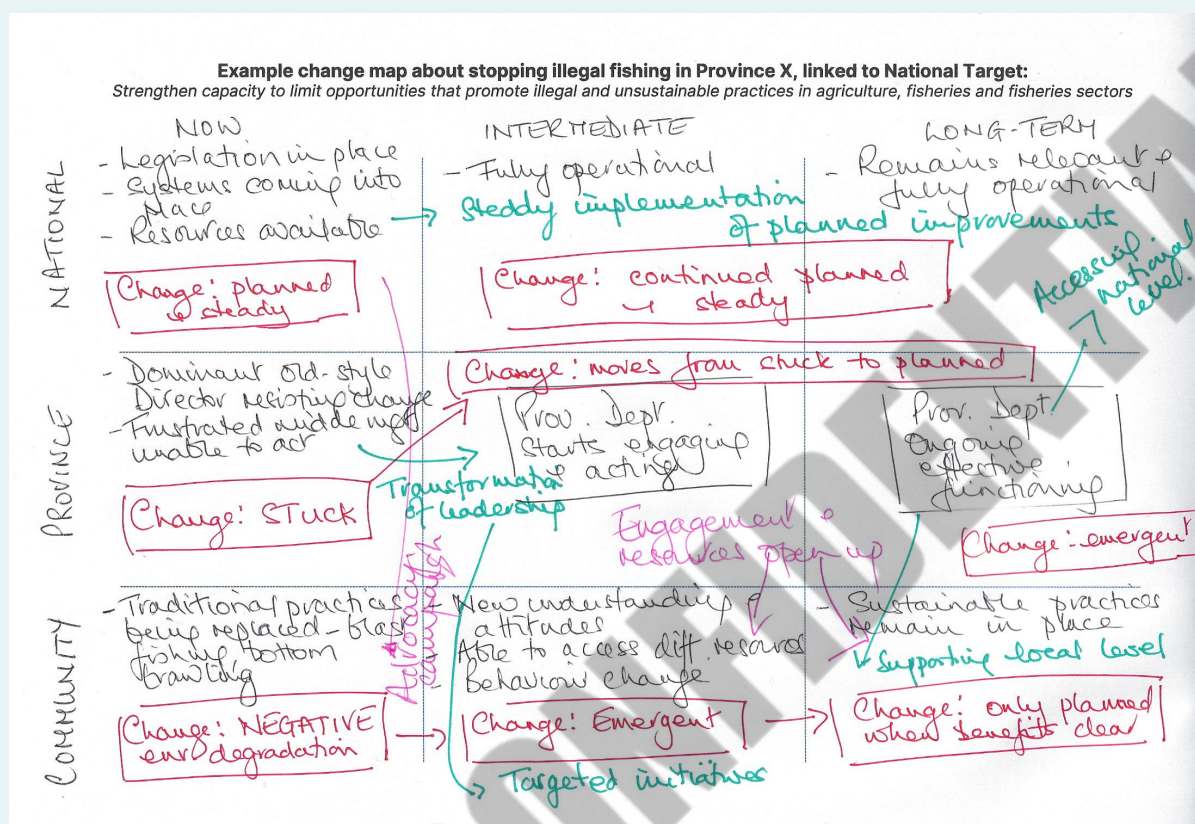 Example change map about stopping illegal fishing in Province X, linked to National Target:
Strengthen capacity to limit opportunities that promote illegal and unsustainable practices in agriculture, fisheries and fisheries sectors
NOW
INTERMEDIATE
LONG-TERM
NATIONAL
- Legislation in place
- Systems coming into
place
- Resources available
- Fully operational
Steddy implementation
of planned improvements
- Remains relevant +
fully operational
Change: planned
↳ steady
Change: continued planned
↳ steady
Accessing
national
level.
PROVINCE
- Dominant old-style
Director resisting change
- Frustrated middle mgt
unable to act
Change: STUCK
Change: moves from stuck to planned
Prov. Dept.
starts engaging
+ acting
Transformation
of leadership
Prov. Dept.
Ongoing
effective
functioning
Engagement +
resources open up
Change: emergent
Advocacy
campaign
COMMUNITY
- Traditional practices
being replaced - blast
fishing bottom
trawling
Change: NEGATIVE
env degradation
- New understanding +
attitudes
- Able to access diff. resources
- Behaviour change
Change: Emergent
Targeted initiatives
- Sustainable practices
remain in place
Supporting local level
Change: only planned
when benefits clear
CONFIDENTIAL